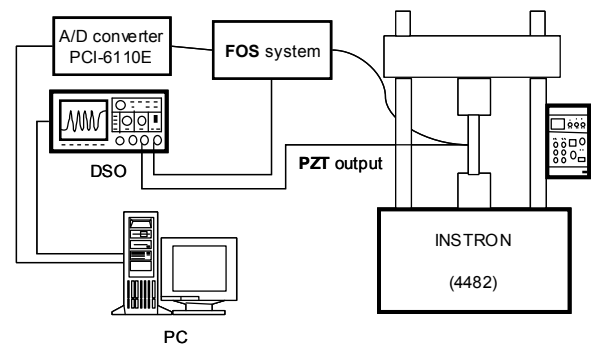 A/D converter
PCI-6110E
FOS system
DSO
PZT output
INSTRON
(4482)
PC